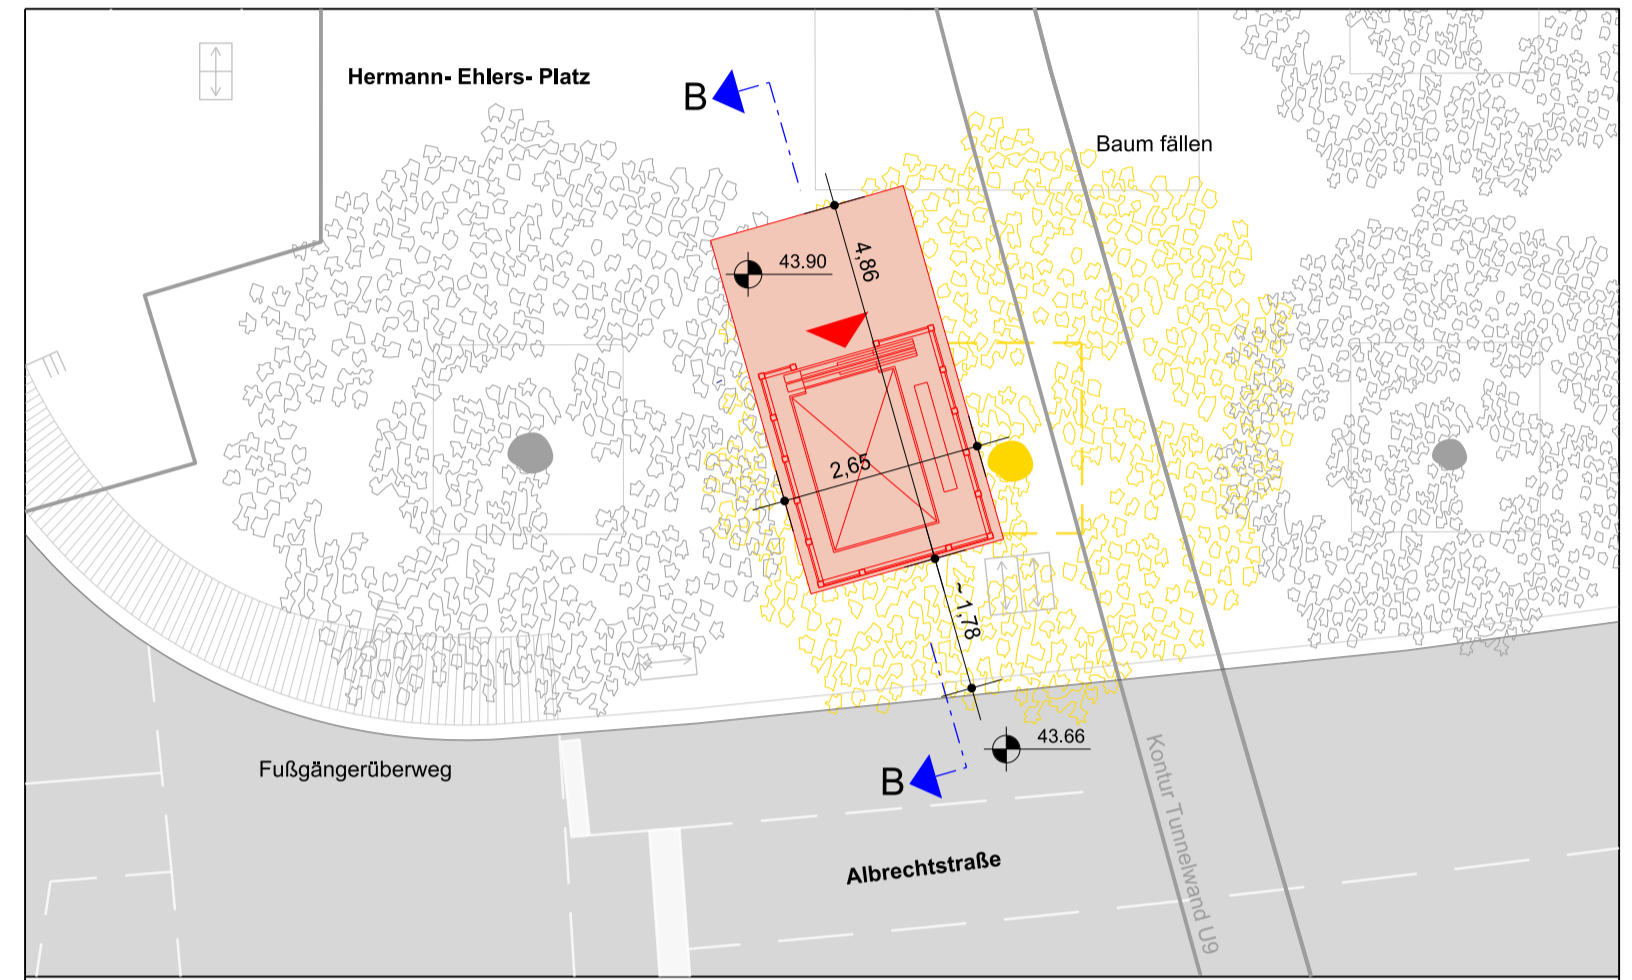 Hermann- Ehlers- Platz
B
Baum fällen
43.90
4,86
2,65
~ 1,78
43.66
B
Fußgängerüberweg
Albrechtstraße
Kontur Tunnelwand U9